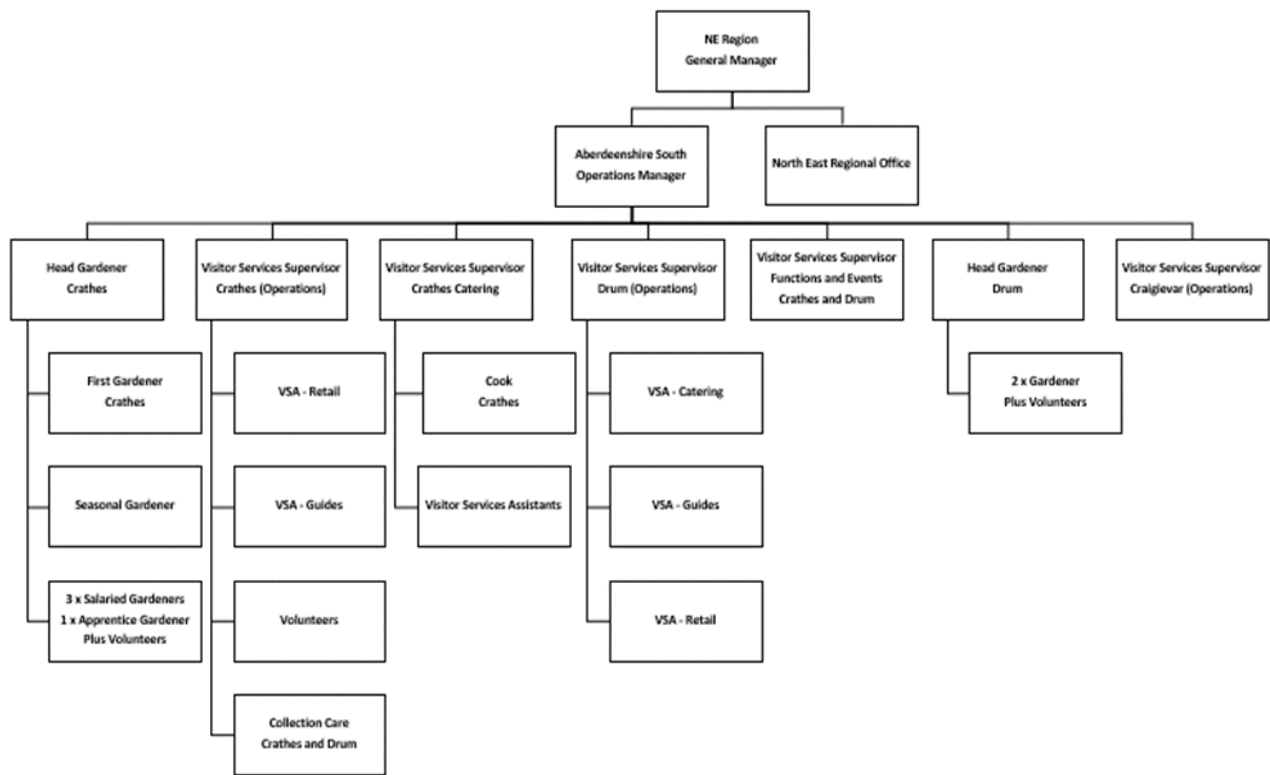 NE Region
General Manager
Aberdeenshire South
Operations Manager
North East Regional Office
Head Gardener
Crathes
Visitor Services Supervisor
Crathes (Operations)
Visitor Services Supervisor
Crathes Catering
Visitor Services Supervisor
Drum (Operations)
Visitor Services Supervisor
Functions and Events
Crathes and Drum
Head Gardener
Drum
Visitor Services Supervisor
Craigievar (Operations)
First Gardener
Crathes
VSA - Retail
Cook
Crathes
VSA - Catering
2 x Gardener
Plus Volunteers
Seasonal Gardener
VSA - Guides
Visitor Services Assistants
VSA - Guides
3 x Salaried Gardeners
1 x Apprentice Gardener
Plus Volunteers
Volunteers
VSA - Retail
Collection Care
Crathes and Drum